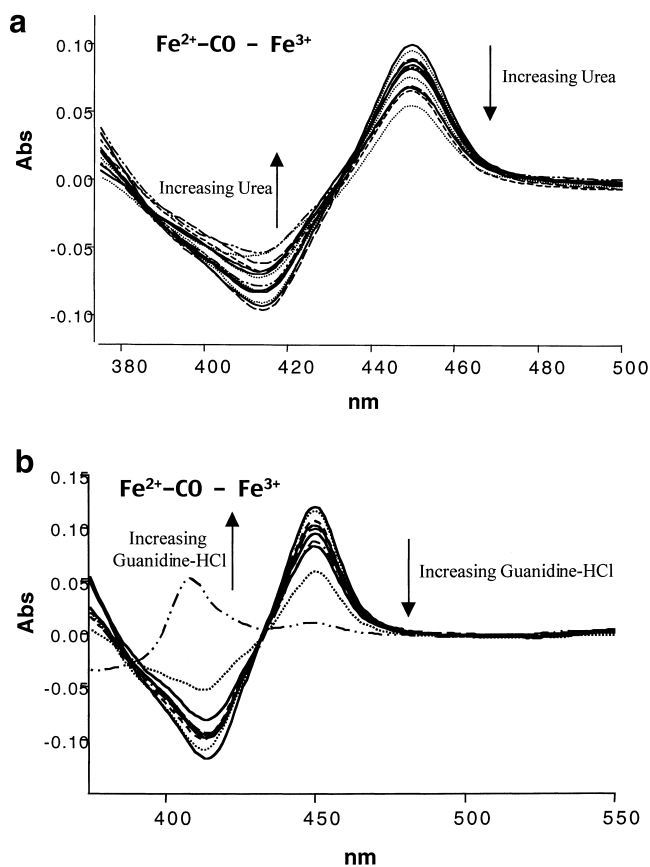 a
Fe²⁺–CO – Fe³⁺
0.10
0.05
0.00
-0.05
-0.10
Abs
Increasing Urea
Increasing Urea
380 400 420 440 460 480 500
nm
b
Fe²⁺–CO – Fe³⁺
0.15
0.10
0.05
0.00
-0.05
-0.10
Abs
Increasing
Guanidine-HCl
Increasing Guanidine-HCl
400 450 500 550
nm